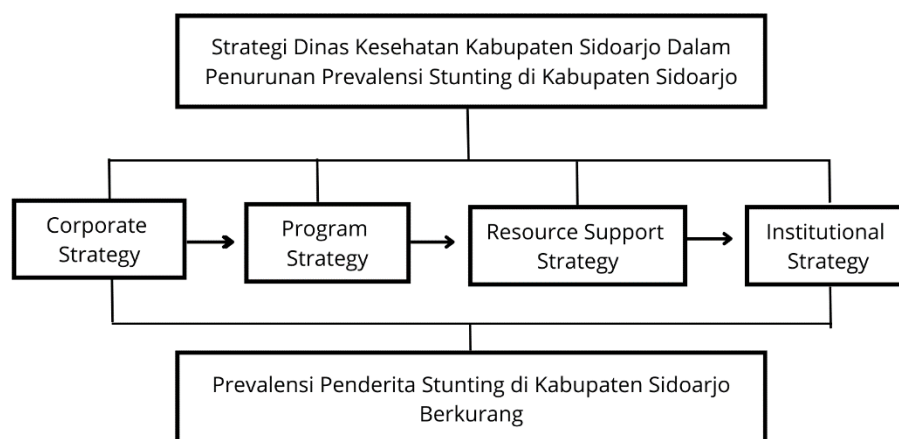 Strategi Dinas Kesehatan Kabupaten Sidoarjo Dalam
Penurunan Prevalensi Stunting di Kabupaten Sidoarjo
Corporate
Strategy
Program
Strategy
Resource Support
Strategy
Institutional
Strategy
Prevalensi Penderita Stunting di Kabupaten Sidoarjo
Berkurang